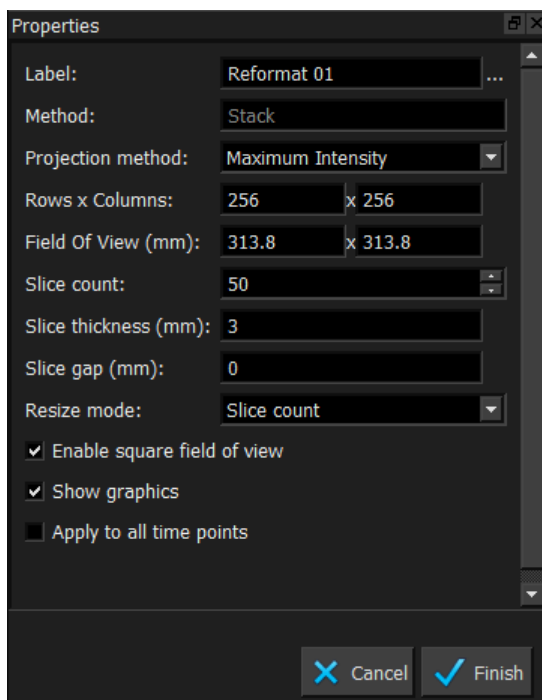 Properties
Label: Reformat 01 ...
Method: Stack
Projection method: Maximum Intensity
Rows x Columns: 256 x 256
Field Of View (mm): 313.8 x 313.8
Slice count: 50
Slice thickness (mm): 3
Slice gap (mm): 0
Resize mode: Slice count
Enable square field of view
Show graphics
Apply to all time points
Cancel Finish